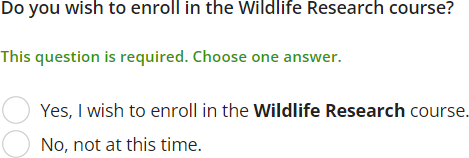 Do you wish to enroll in the Wildlife Research course?
This question is required. Choose one answer.
Yes, I wish to enroll in the Wildlife Research course.
No, not at this time.